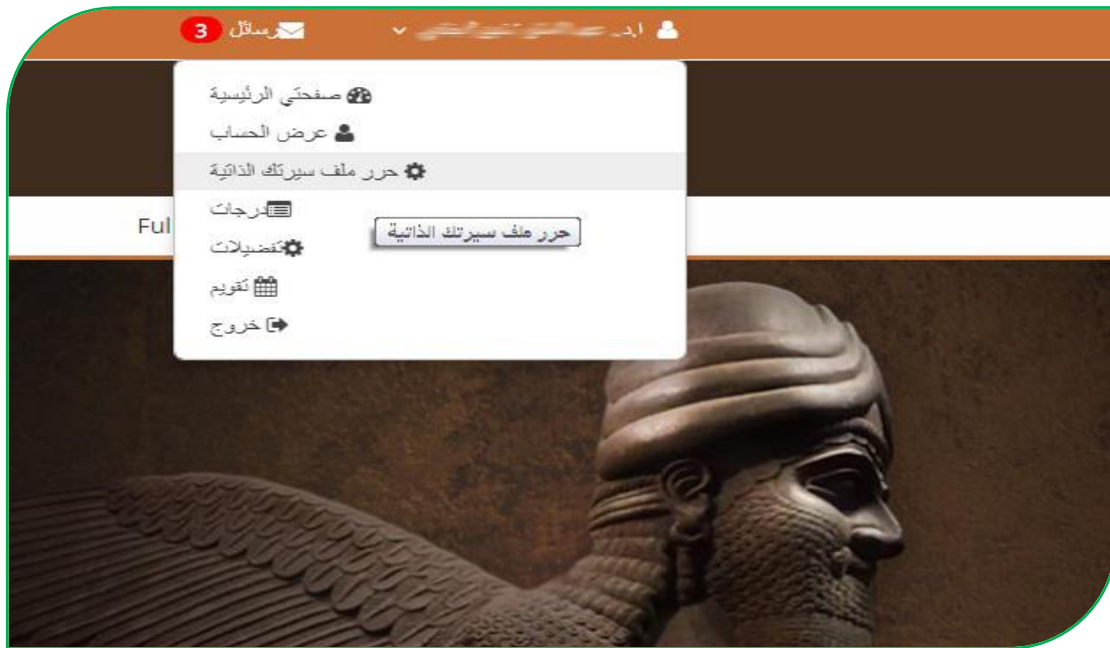 ا.د.
رسائل 3
صفحتي الرئيسية
عرض الحساب
حرر ملف سيرتك الذاتية
درجات
Ful
حرر ملف سيرتك الذاتية
تفضيلات
تقويم
خروج